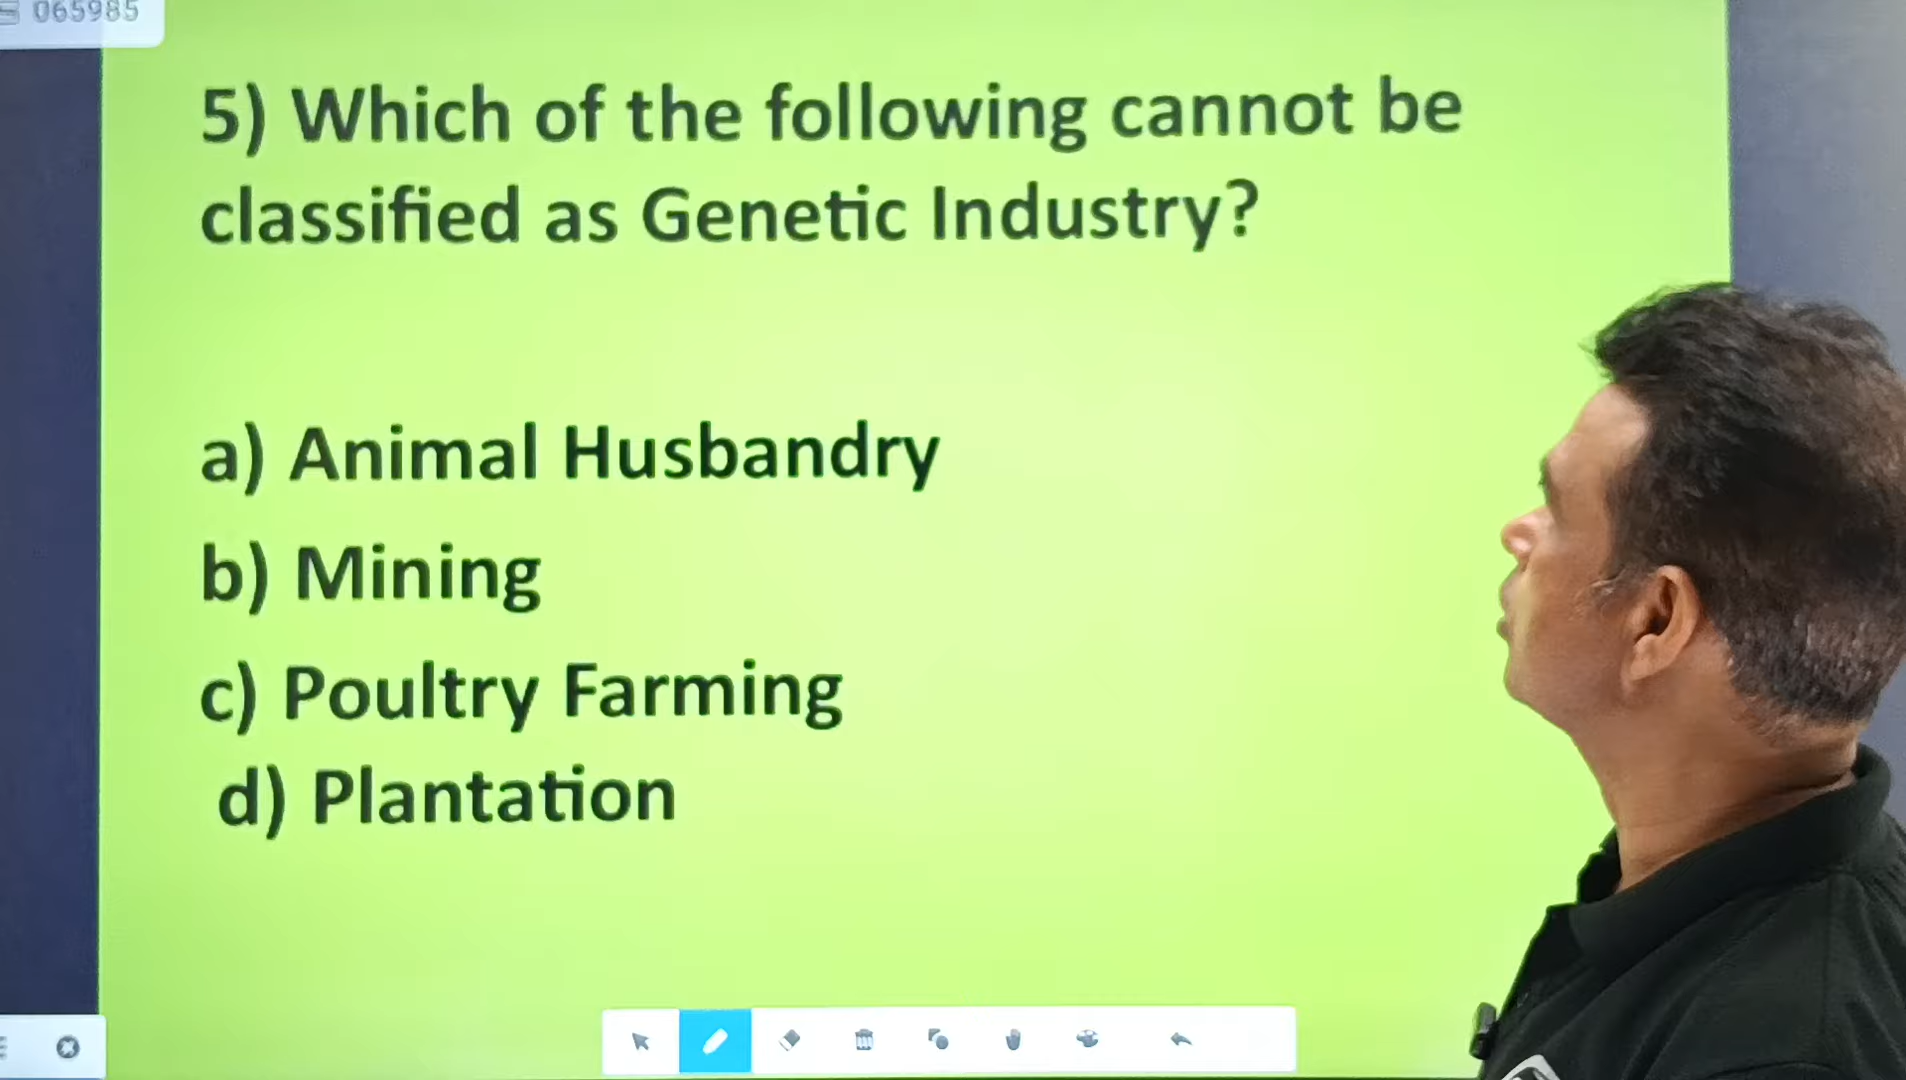 065985
5) Which of the following cannot be
classified as Genetic Industry?
a) Animal Husbandry
b) Mining
c) Poultry Farming
d) Plantation